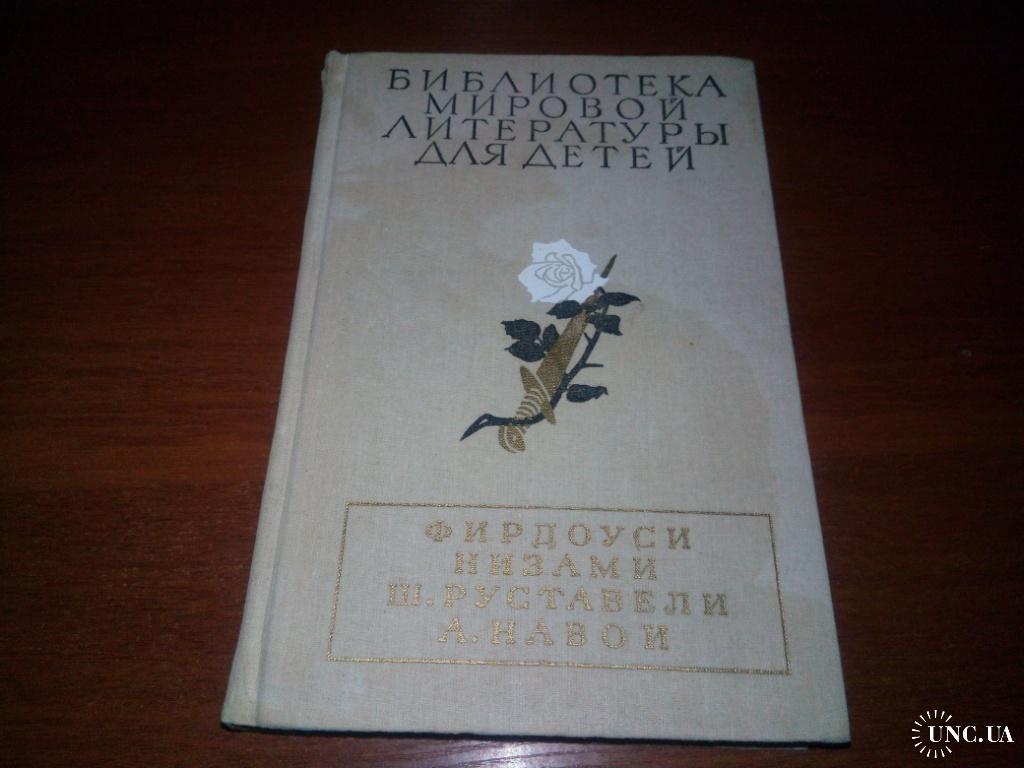 БИБЛИОТЕКА
МИРОВОЙ
ЛИТЕРАТУРЫ
ДЛЯ ДЕТЕЙ
ФИРДОУСИ
НИЗАМИ
Ш. РУСТАВЕЛИ
А. НАВОИ
UNC.UA